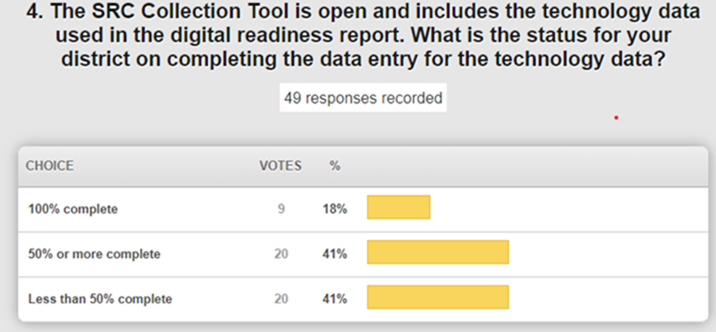 4. The SRC Collection Tool is open and includes the technology data
used in the digital readiness report. What is the status for your
district on completing the data entry for the technology data?
49 responses recorded
CHOICE VOTES %
100% complete 9 18%
50% or more complete 20 41%
Less than 50% complete 20 41%